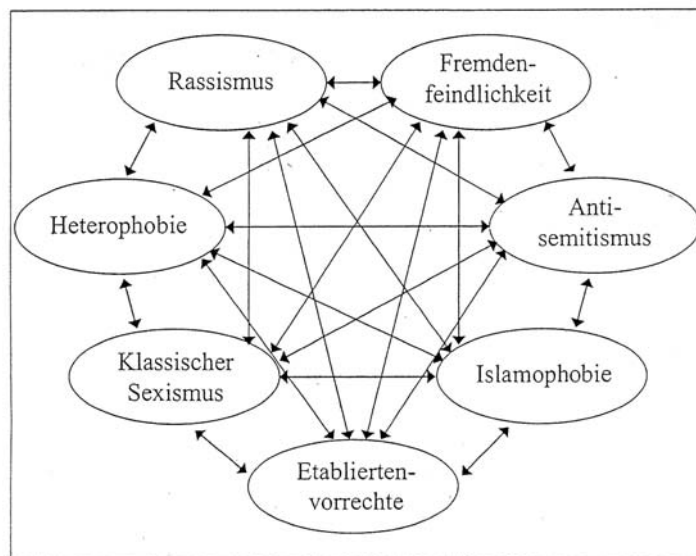 Rassismus
Fremden-
feindlichkeit
Heterophobie
Anti-
semitismus
Klassischer
Sexismus
Islamophobie
Etablierten-
vorrechte